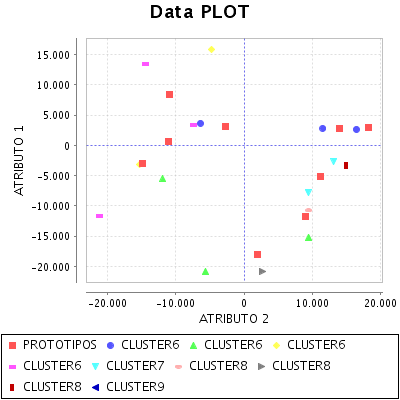 Data PLOT
ATRIBUTO 1
15.000
10.000
5.000
0
-5.000
-10.000
-15.000
-20.000
-20.000 -10.000 0 10.000 20.000
ATRIBUTO 2
PROTOTIPOS CLUSTER6 CLUSTER6 CLUSTER6
CLUSTER6 CLUSTER7 CLUSTER8 CLUSTER8
CLUSTER8 CLUSTER9